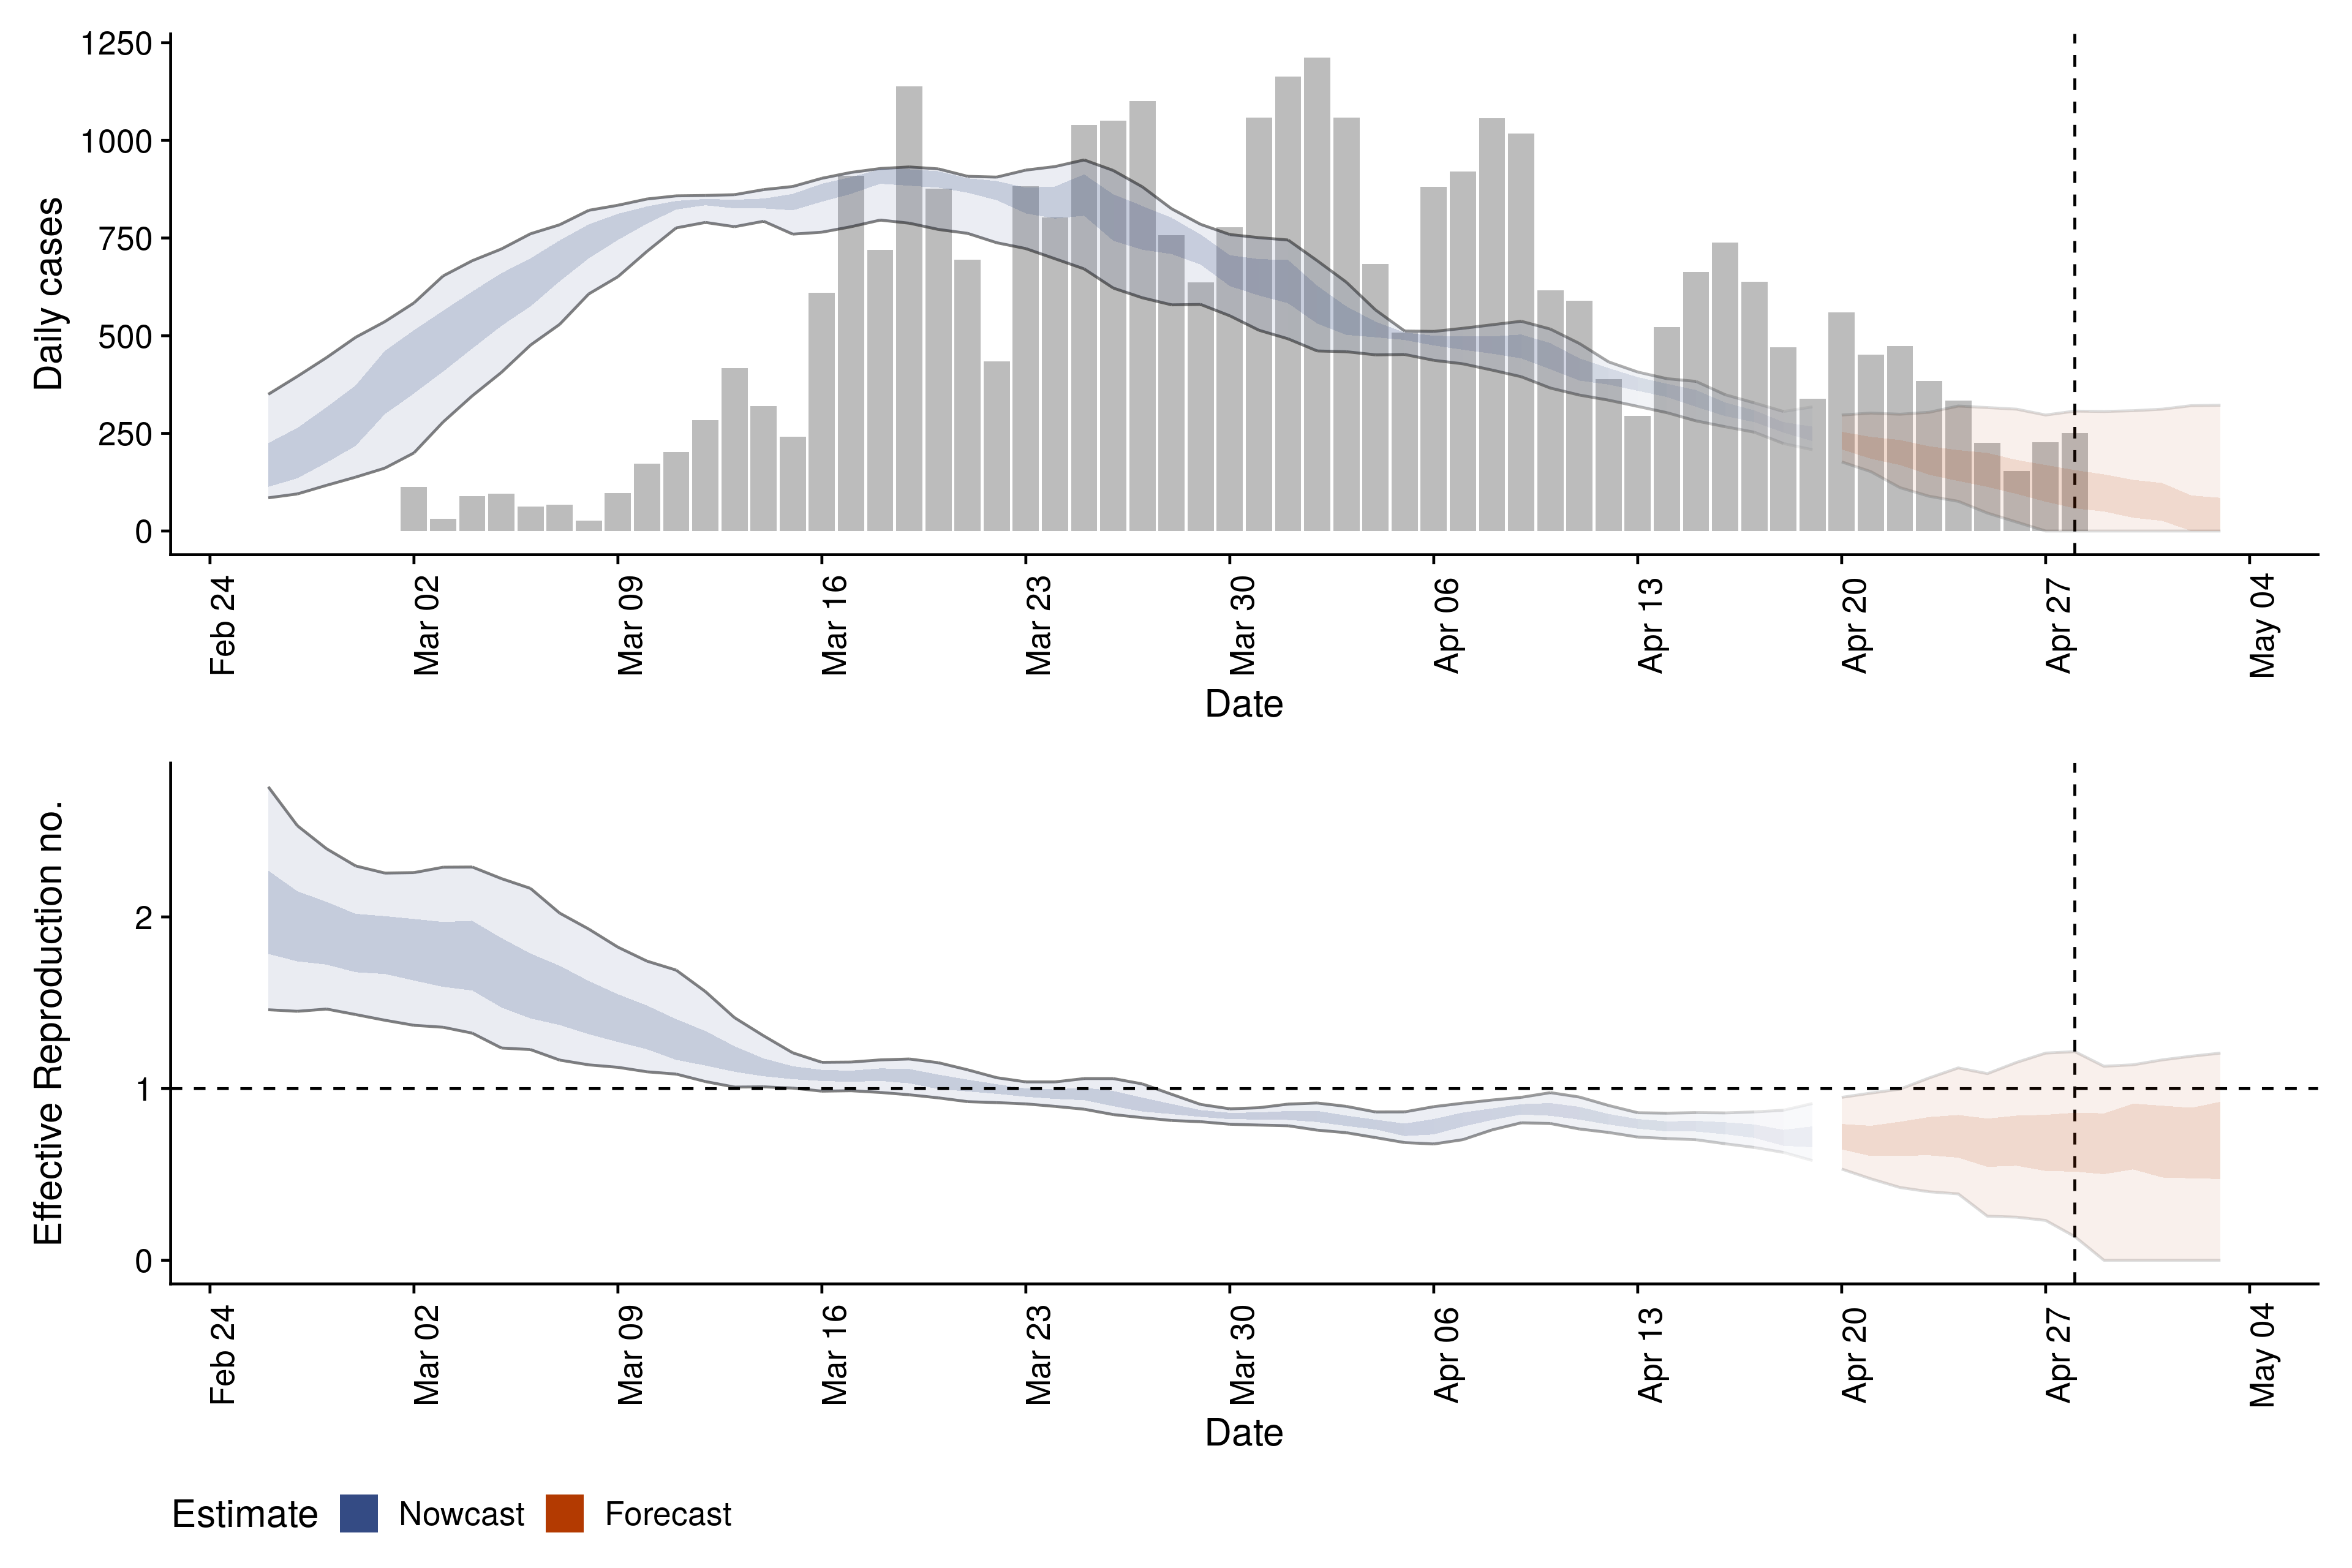 Daily cases
1250
1000
750
500
250
0
Feb 24
Mar 02
Mar 09
Mar 16
Mar 23
Mar 30
Apr 06
Apr 13
Apr 20
Apr 27
May 04
Date
Effective Reproduction no.
2
1
0
Feb 24
Mar 02
Mar 09
Mar 16
Mar 23
Mar 30
Apr 06
Apr 13
Apr 20
Apr 27
May 04
Date
Estimate Nowcast Forecast